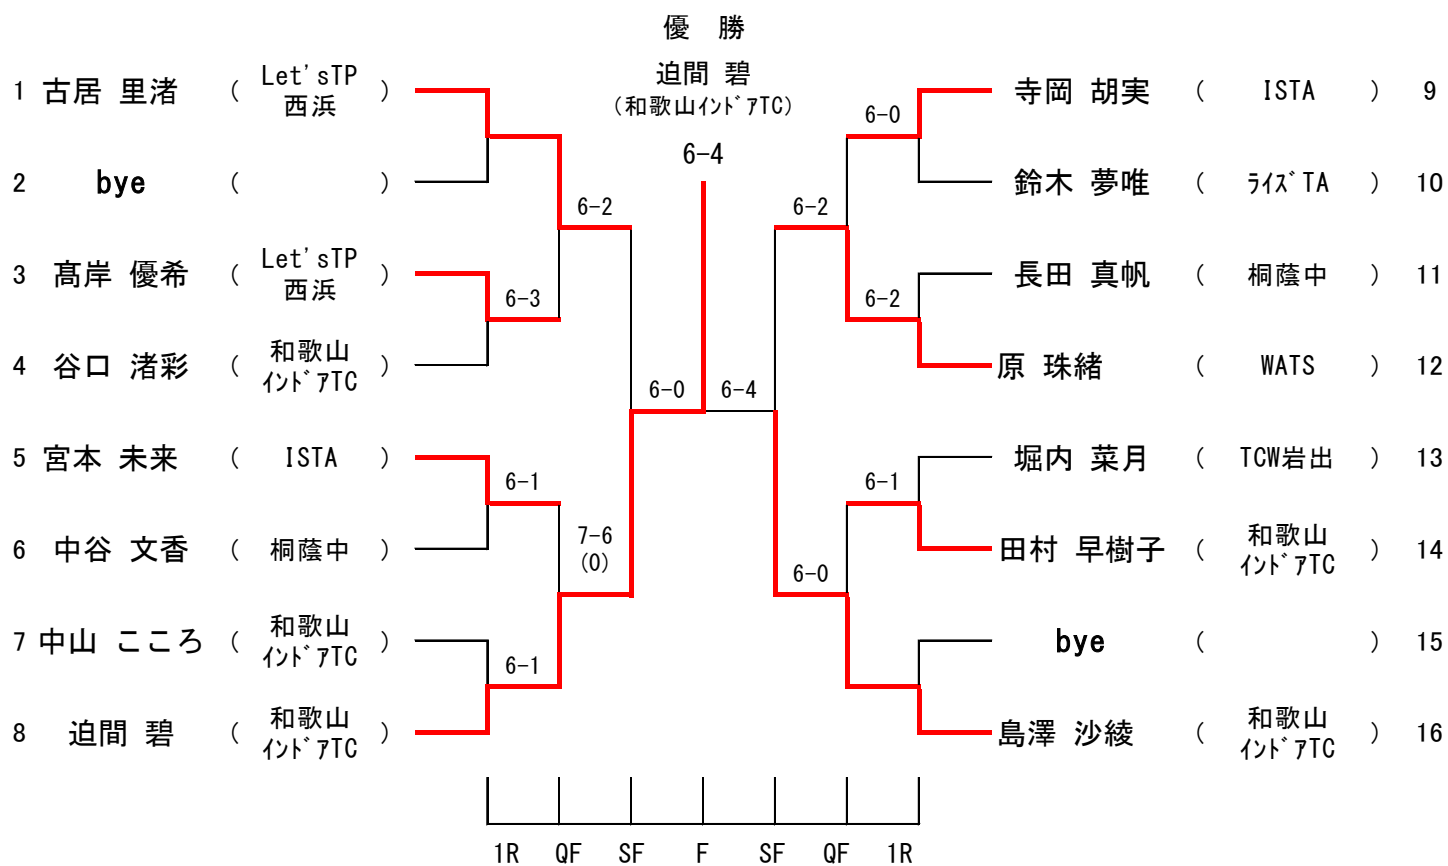 優 勝
迫間 碧
(和歌山ｲﾝﾄﾞｱTC)
6-4
1 古居 里渚 ( Let'sTP 西浜 )
2 bye ( )
3 髙岸 優希 ( Let'sTP 西浜 )
4 谷口 渚彩 ( 和歌山 ｲﾝﾄﾞｱTC )
5 宮本 未来 ( ISTA )
6 中谷 文香 ( 桐蔭中 )
7 中山 こころ ( 和歌山 ｲﾝﾄﾞｱTC )
8 迫間 碧 ( 和歌山 ｲﾝﾄﾞｱTC )
6-2
6-3
6-0
6-1
7-6
(0)
6-1
6-0
6-2
6-2
6-4
6-1
6-0
寺岡 胡実 ( ISTA ) 9
鈴木 夢唯 ( ﾗｲｽﾞTA ) 10
長田 真帆 ( 桐蔭中 ) 11
原 珠緒 ( WATS ) 12
堀内 菜月 ( TCW岩出 ) 13
田村 早樹子 ( 和歌山 ｲﾝﾄﾞｱTC ) 14
bye ( ) 15
島澤 沙綾 ( 和歌山 ｲﾝﾄﾞｱTC ) 16
1R QF SF F SF QF 1R